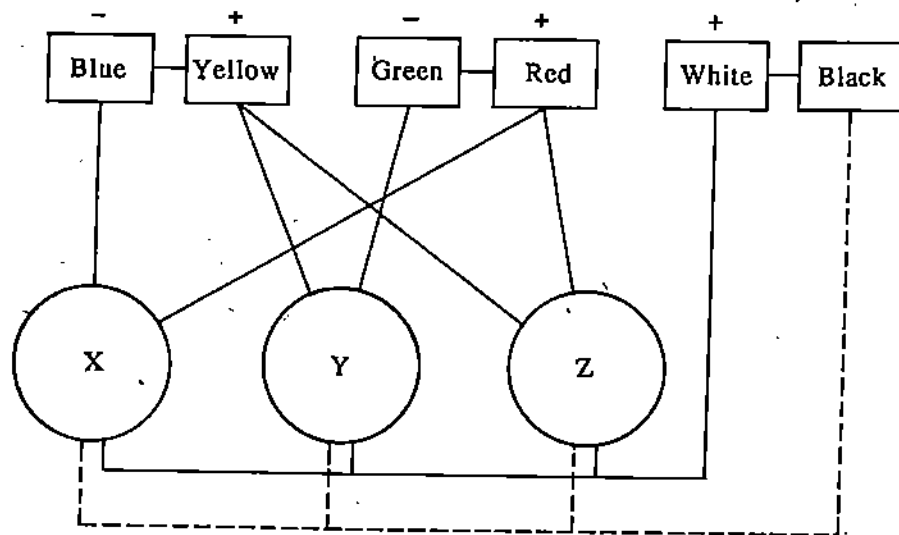 − + − + +
Blue Yellow Green Red White Black
X Y Z